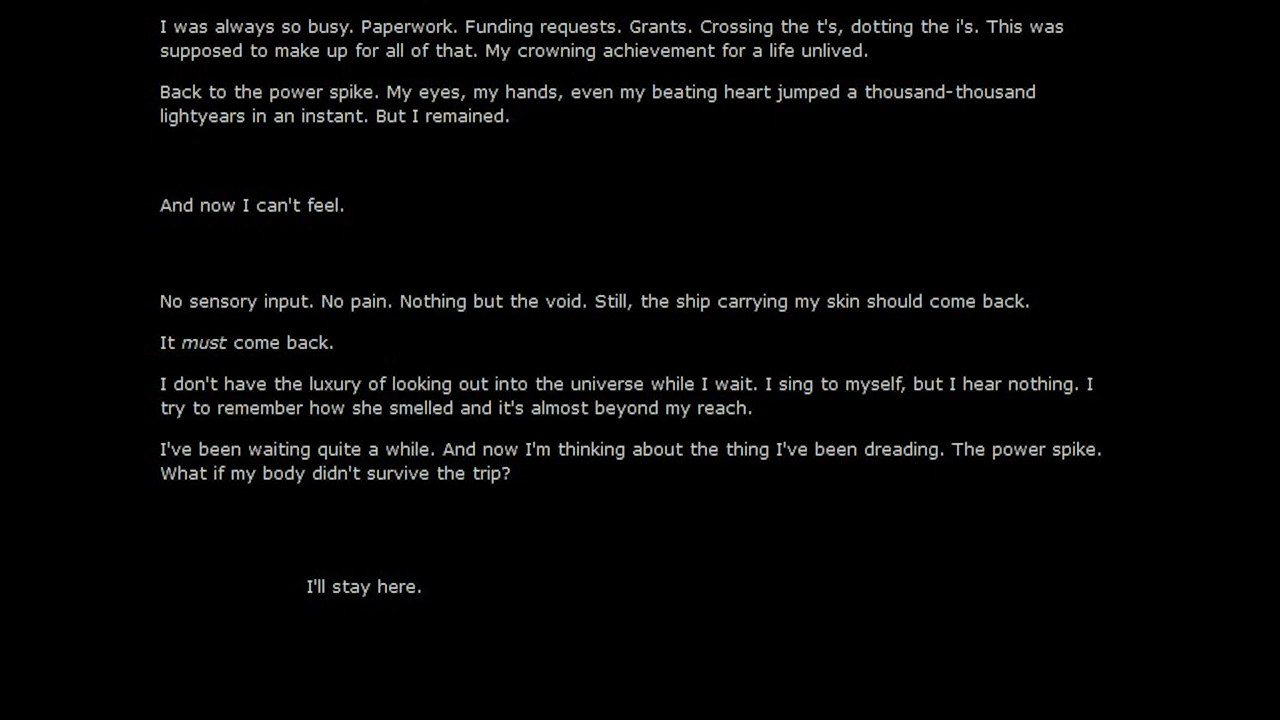 I was always so busy. Paperwork. Funding requests. Grants. Crossing the t's, dotting the i's. This was
supposed to make up for all of that. My crowning achievement for a life unlived.
Back to the power spike. My eyes, my hands, even my beating heart jumped a thousand-thousand
lightyears in an instant. But I remained.
And now I can't feel.
No sensory input. No pain. Nothing but the void. Still, the ship carrying my skin should come back.
It must come back.
I don't have the luxury of looking out into the universe while I wait. I sing to myself, but I hear nothing. I
try to remember how she smelled and it's almost beyond my reach.
I've been waiting quite a while. And now I'm thinking about the thing I've been dreading. The power spike.
What if my body didn't survive the trip?
I'll stay here.